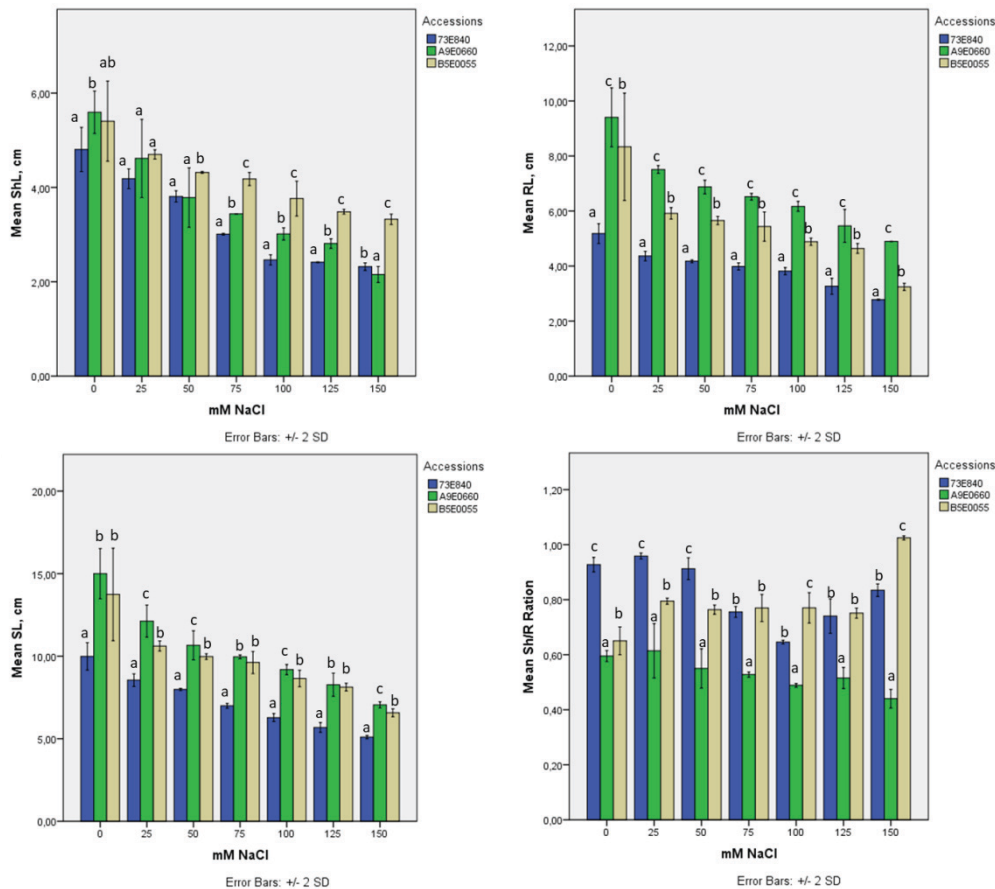 Accessions
73E840
A9E0660
B5E0055
Mean ShL, cm
6,00
4,00
2,00
0,00
a b ab
a a a
a a b
a b c
a b c
a b c
b a c
0 25 50 75 100 125 150
mM NaCl
Error Bars: +/- 2 SD
Accessions
73E840
A9E0660
B5E0055
Mean RL, cm
12,00
10,00
8,00
6,00
4,00
2,00
0,00
a c b
a c b
a c b
a c b
a c b
a c b
a c b
0 25 50 75 100 125 150
mM NaCl
Error Bars: +/- 2 SD
Accessions
73E840
A9E0660
B5E0055
Mean SL, cm
20,00
15,00
10,00
5,00
0,00
a b b
a c b
a c b
a b b
a c b
a b b
a c b
0 25 50 75 100 125 150
mM NaCl
Error Bars: +/- 2 SD
Accessions
73E840
A9E0660
B5E0055
Mean Sh/R Ration
1,20
1,00
0,80
0,60
0,40
0,20
0,00
c a b
c a b
c a b
b a b
b a c
b a b
b a c
0 25 50 75 100 125 150
mM NaCl
Error Bars: +/- 2 SD